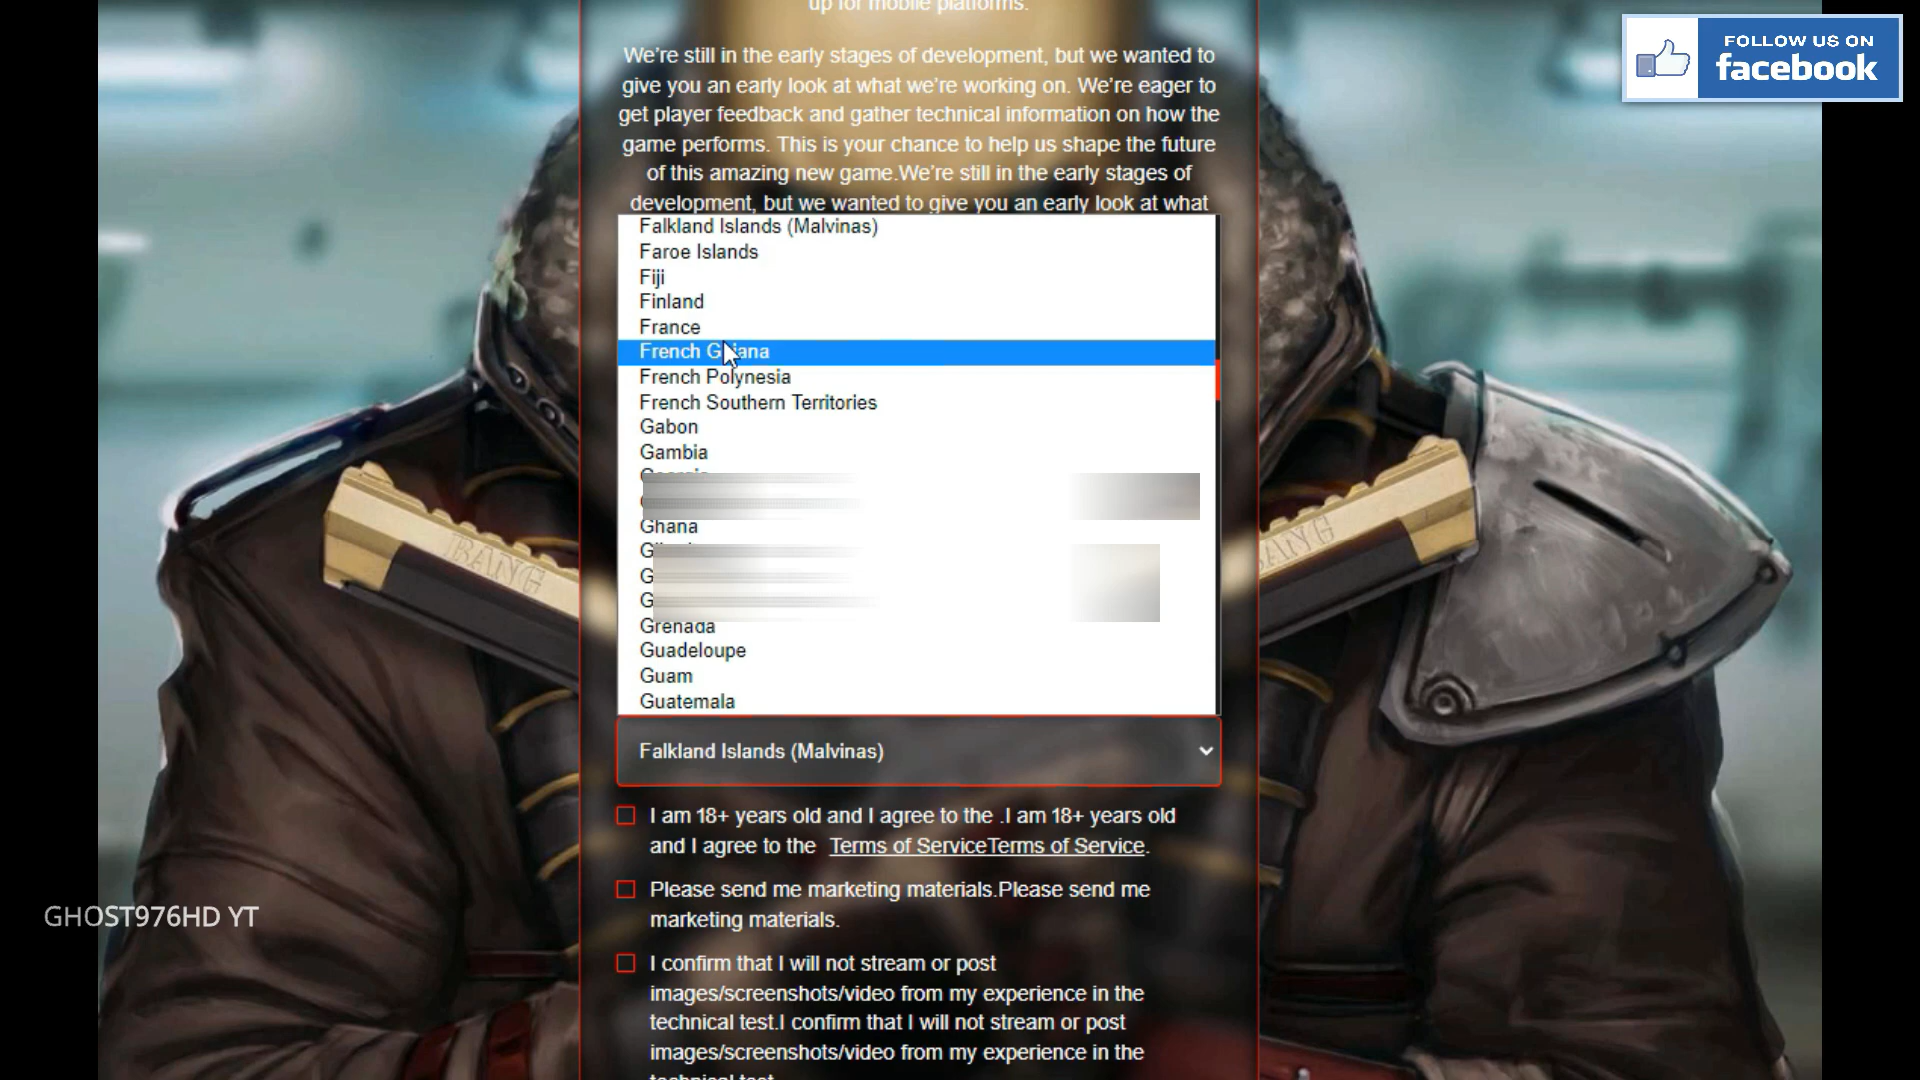 up for mobile platforms.
FOLLOW US ON
facebook
We're still in the early stages of development, but we wanted to
give you an early look at what we're working on. We're eager to
get player feedback and gather technical information on how the
game performs. This is your chance to help us shape the future
of this amazing new game.We're still in the early stages of
development, but we wanted to give you an early look at what
Falkland Islands (Malvinas)
Faroe Islands
Fiji
Finland
France
French Guiana
French Polynesia
French Southern Territories
Gabon
Gambia
Ghana
Grenada
Guadeloupe
Guam
Guatemala
BANG
BANG
Falkland Islands (Malvinas)
I am 18+ years old and I agree to the .I am 18+ years old
and I agree to the Terms of ServiceTerms of Service.
Please send me marketing materials.Please send me
marketing materials.
GHOST976HD YT
I confirm that I will not stream or post
images/screenshots/video from my experience in the
technical test.I confirm that I will not stream or post
images/screenshots/video from my experience in the
technical test